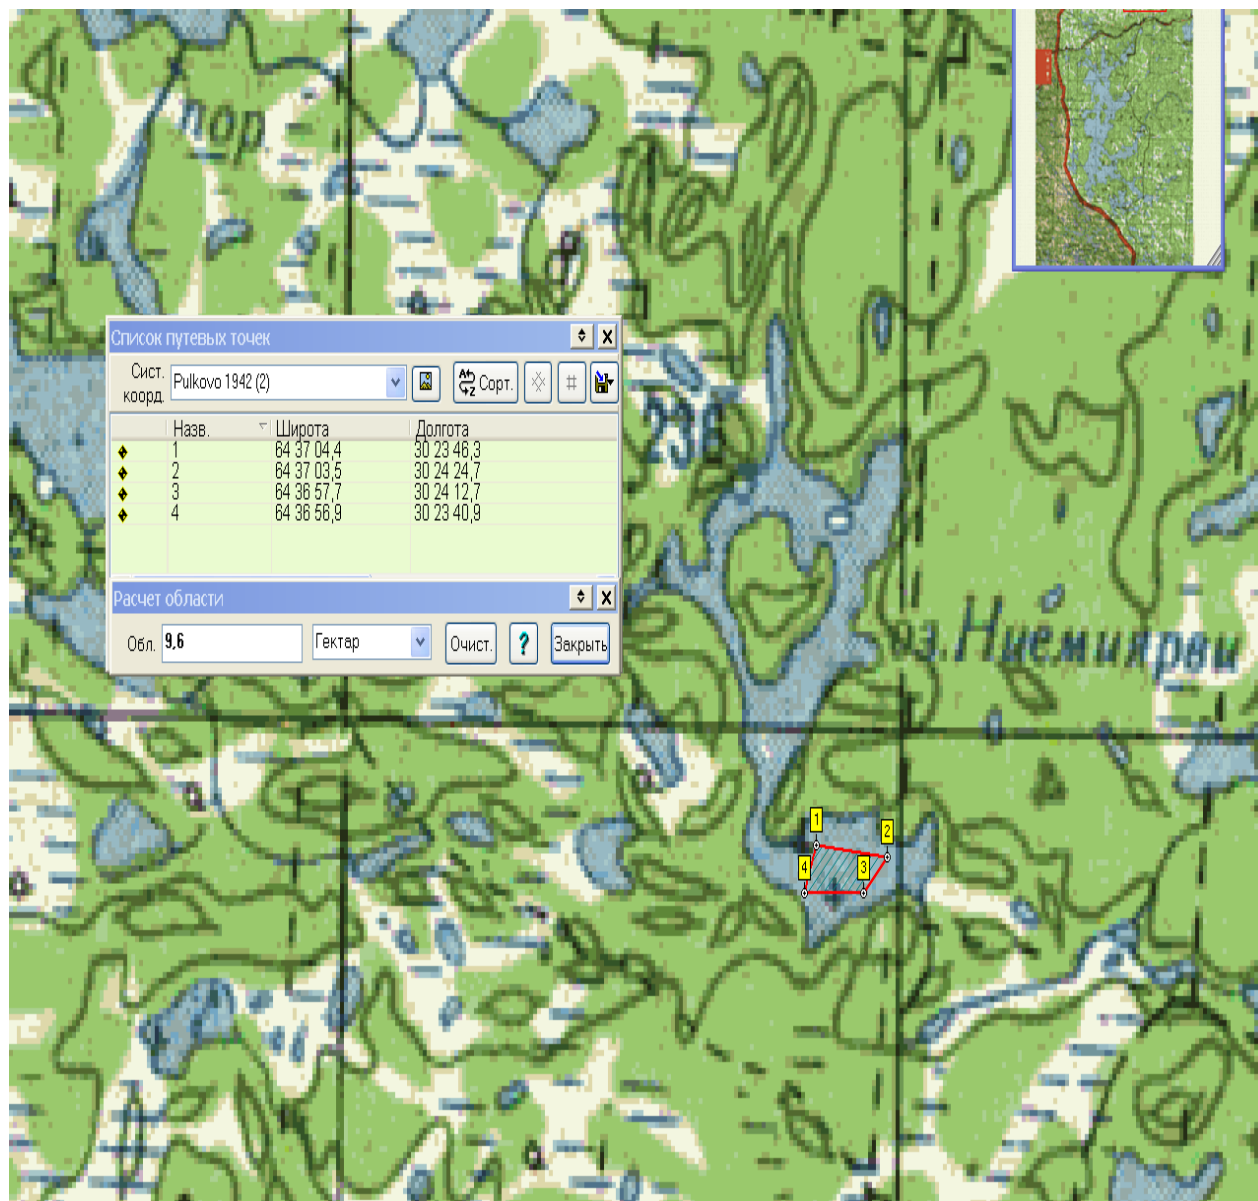 пор
Список путевых точек
Сист. коорд.
Pulkovo 1942 (2)
Сорт.
Назв. Широта Долгота
1 64 37 04,4 30 23 46,3
2 64 37 03,5 30 24 24,7
3 64 36 57,7 30 24 12,7
4 64 36 56,9 30 23 40,9
Расчет области
Обл. 9,6 Гектар Очист. ? Закрыть
оз. Ниемиярви
1
2
4
3